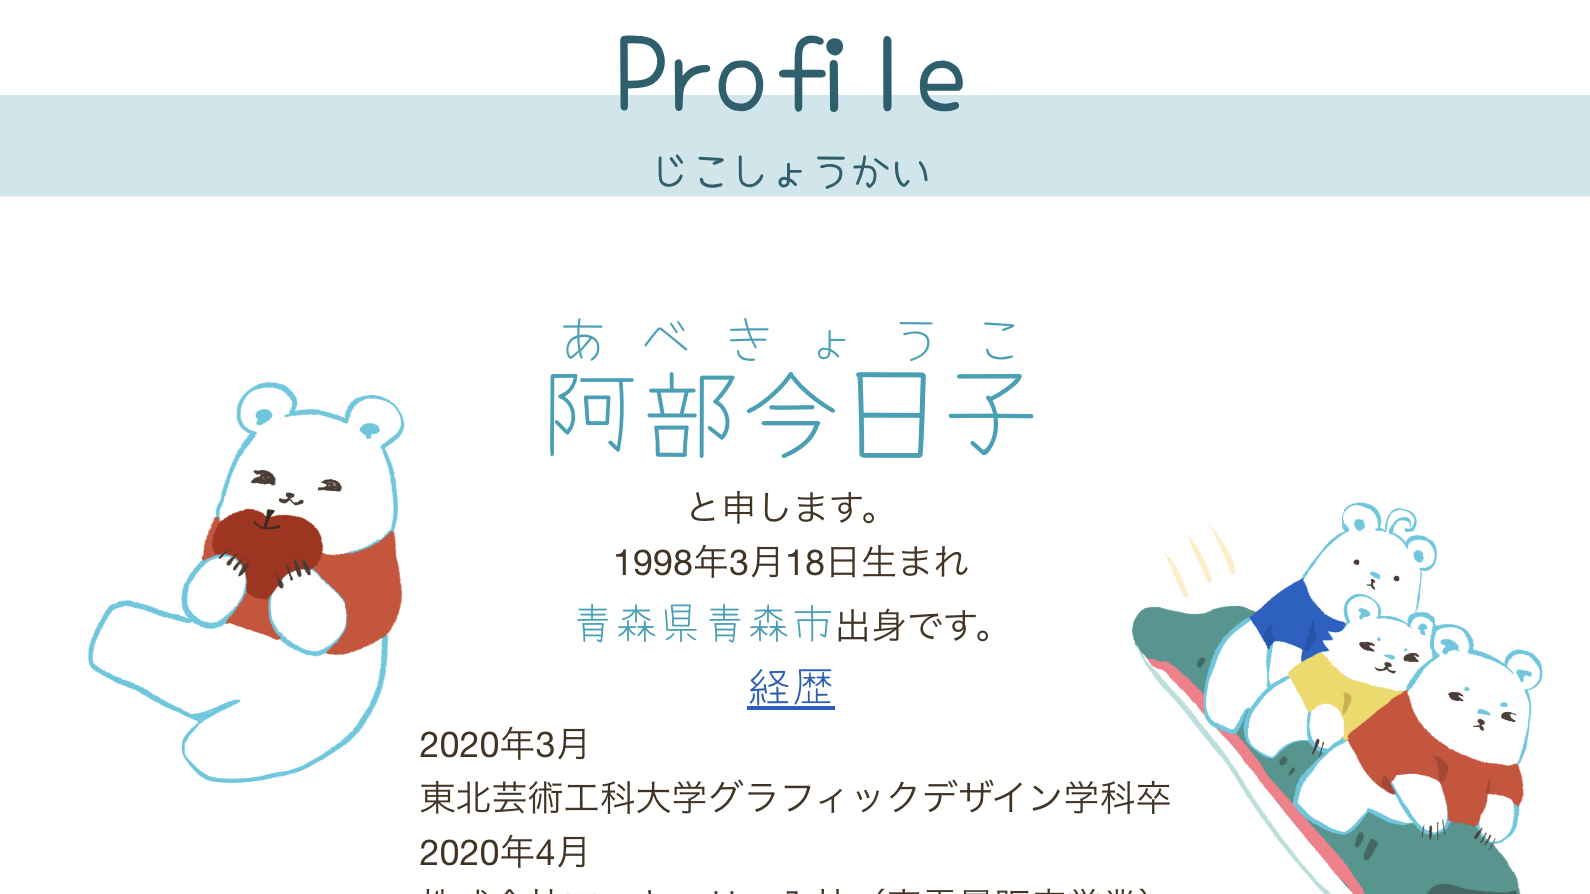 Profile
じこしょうかい
あべきょうこ
阿部今日子
と申します。
1998年3月18日生まれ
青森県青森市出身です。
経歴
2020年3月
東北芸術工科大学グラフィックデザイン学科卒
2020年4月